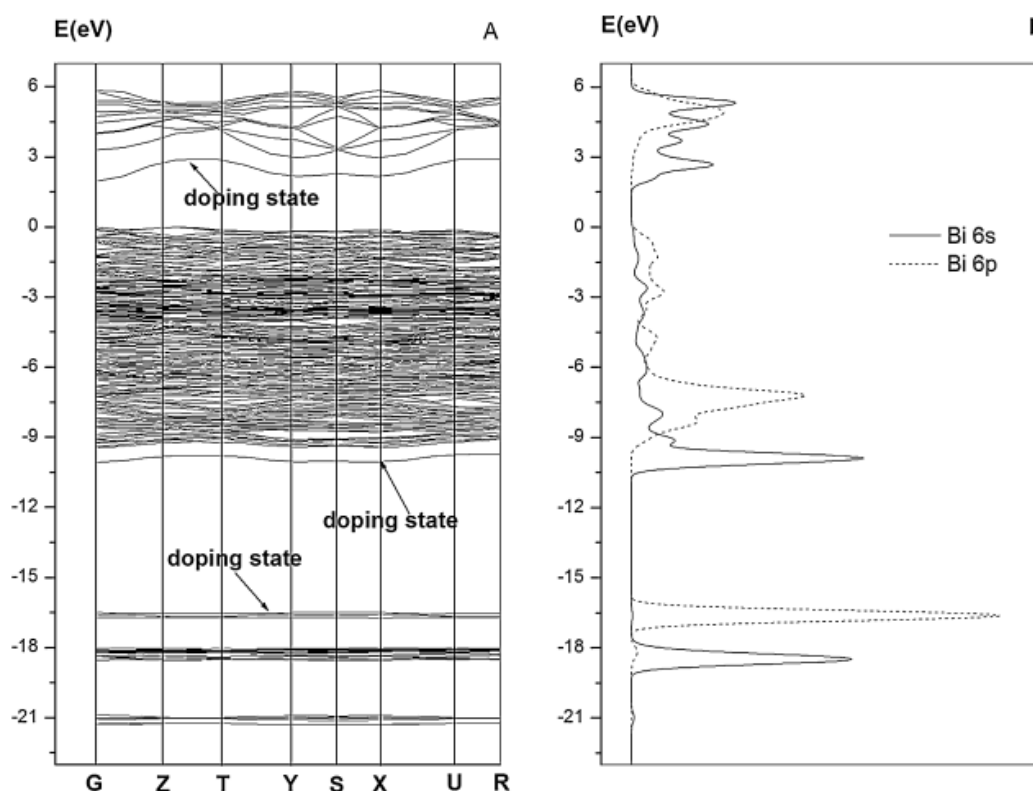 E(eV)
A
6
3
0
-3
-6
-9
-12
-15
-18
-21
doping state
doping state
doping state
G Z T Y S X U R
E(eV)
6
3
0
-3
-6
-9
-12
-15
-18
-21
Bi 6s
Bi 6p